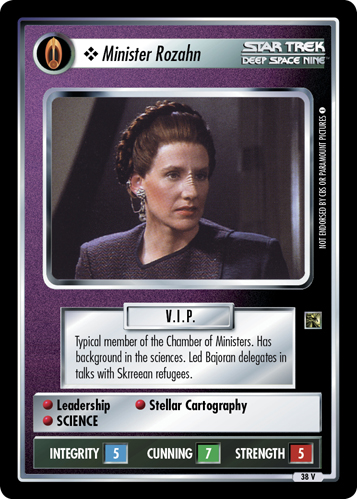 ❖ Minister Rozahn
STAR TREK
DEEP SPACE NINE™
NOT ENDORSED BY CBS OR PARAMOUNT PICTURES
V.I.P.
Typical member of the Chamber of Ministers. Has
background in the sciences. Led Bajoran delegates in
talks with Skrreean refugees.
Leadership
Stellar Cartography
SCIENCE
INTEGRITY 5 CUNNING 7 STRENGTH 5
38 V